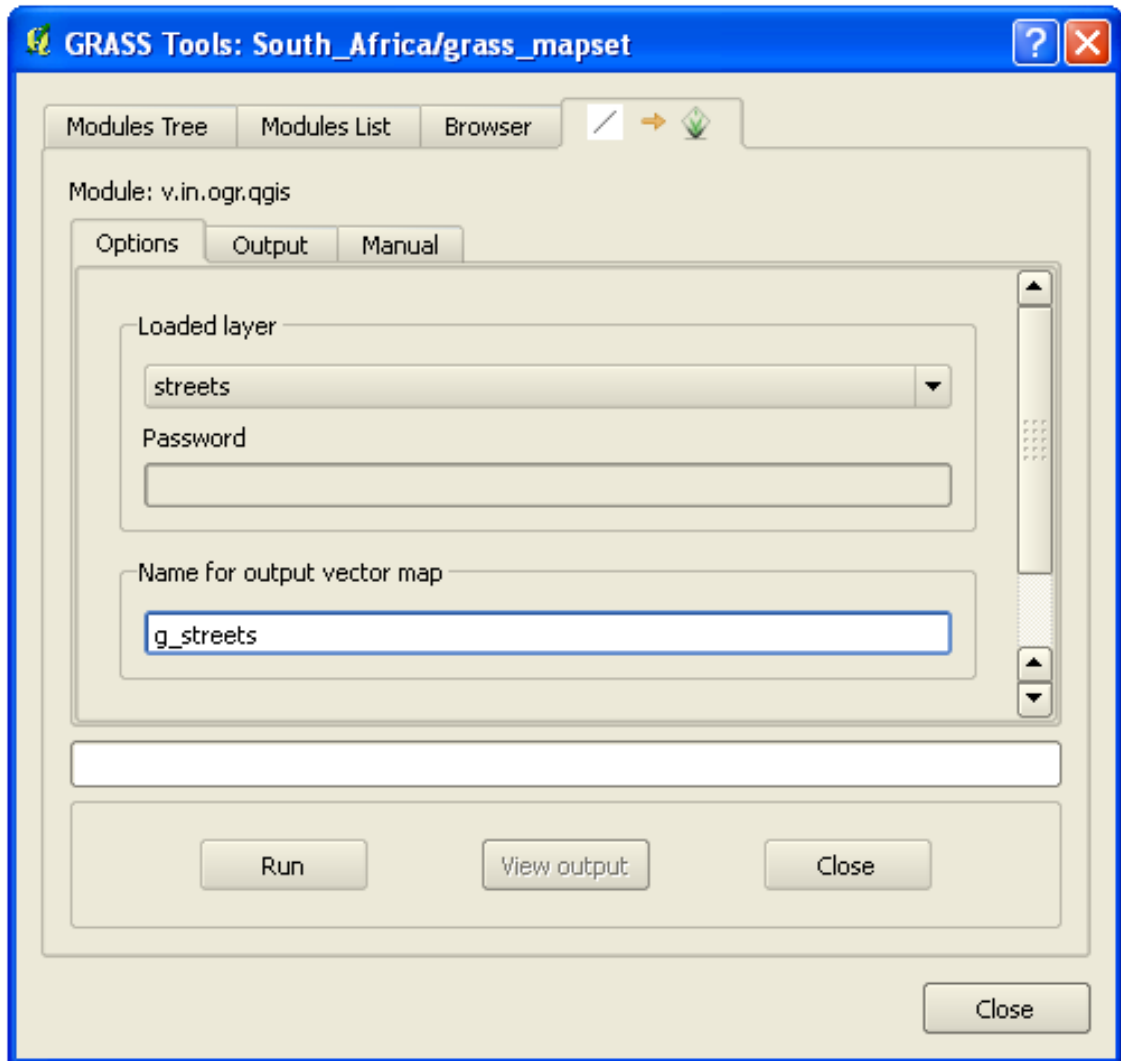 GRASS Tools: South_Africa/grass_mapset
Modules Tree Modules List Browser
Module: v.in.ogr.qgis
Options Output Manual
Loaded layer
streets
Password
Name for output vector map
g_streets
Run View output Close
Close